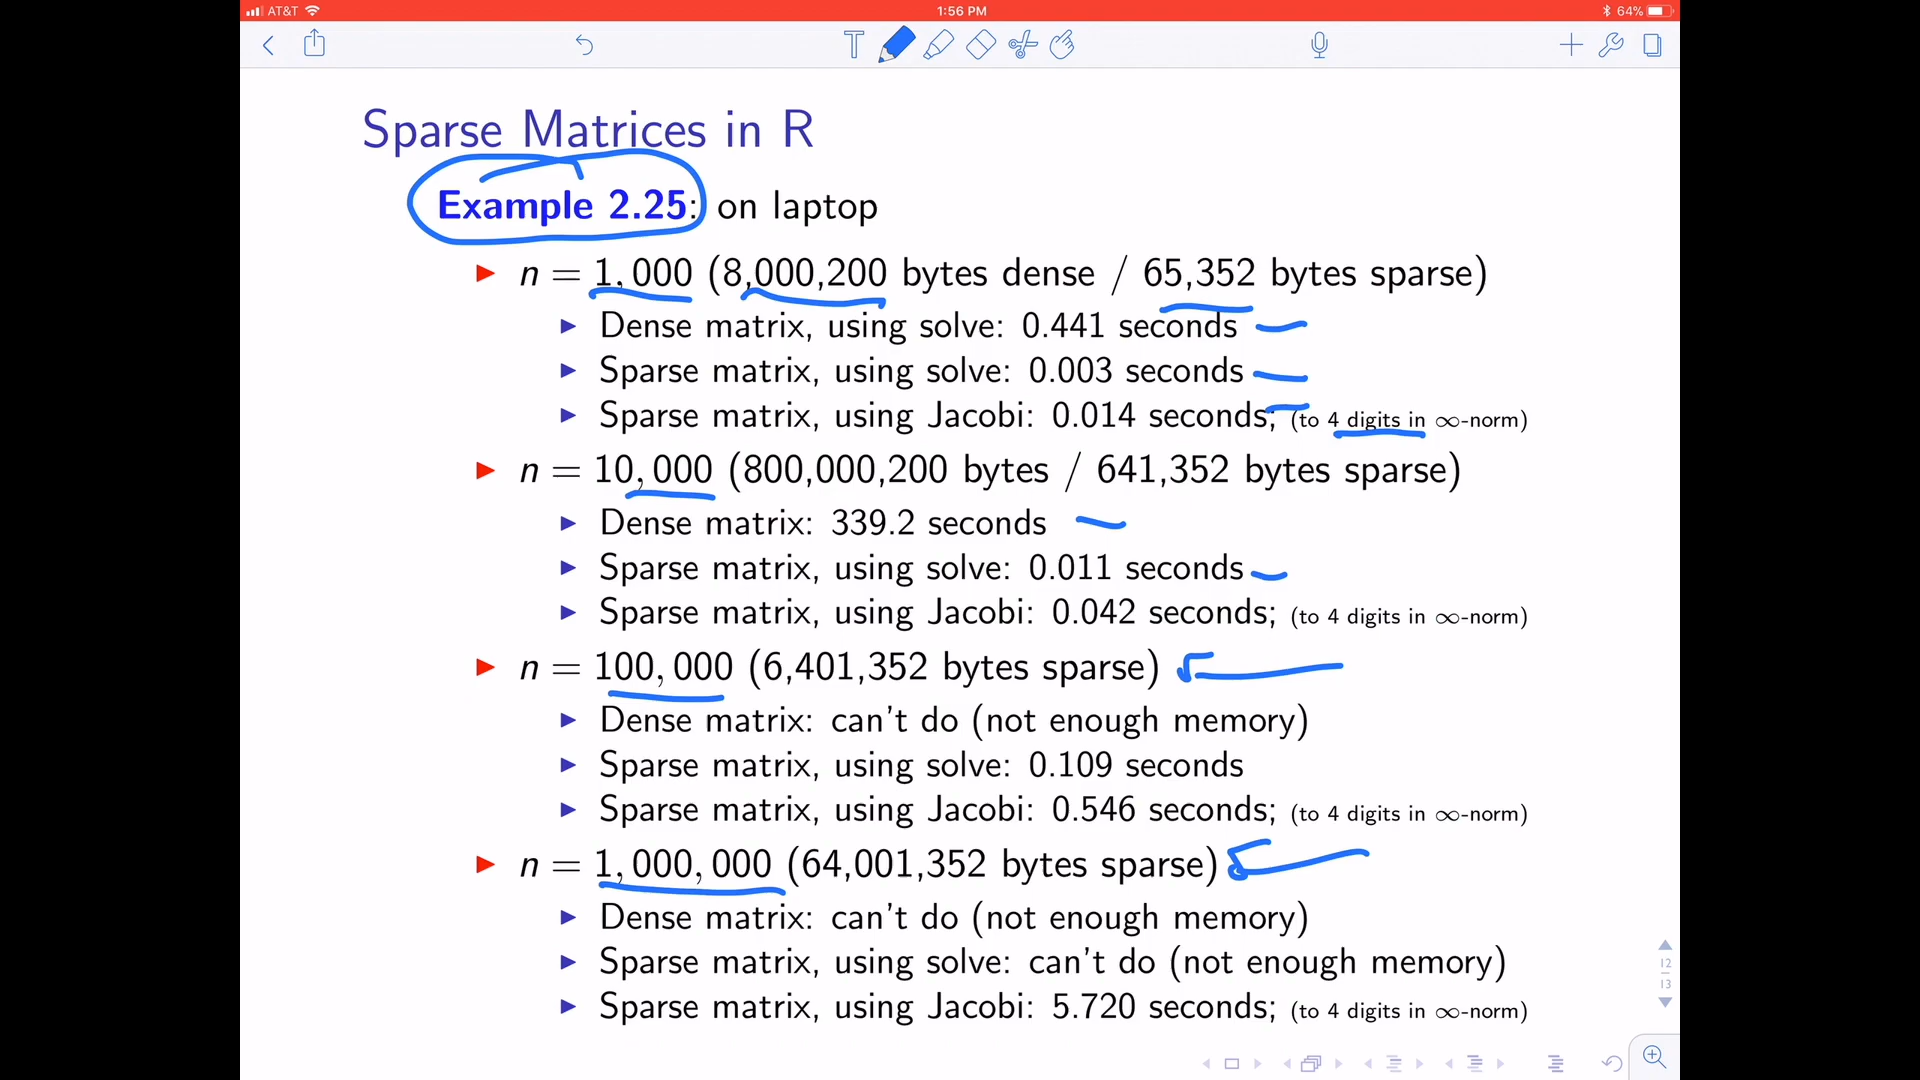 AT&T
1:56 PM
64%
T
Sparse Matrices in R
Example 2.25: on laptop
n = 1,000 (8,000,200 bytes dense / 65,352 bytes sparse)
Dense matrix, using solve: 0.441 seconds
Sparse matrix, using solve: 0.003 seconds
Sparse matrix, using Jacobi: 0.014 seconds; (to 4 digits in ∞-norm)
n = 10,000 (800,000,200 bytes / 641,352 bytes sparse)
Dense matrix: 339.2 seconds
Sparse matrix, using solve: 0.011 seconds
Sparse matrix, using Jacobi: 0.042 seconds; (to 4 digits in ∞-norm)
n = 100,000 (6,401,352 bytes sparse)
Dense matrix: can't do (not enough memory)
Sparse matrix, using solve: 0.109 seconds
Sparse matrix, using Jacobi: 0.546 seconds; (to 4 digits in ∞-norm)
n = 1,000,000 (64,001,352 bytes sparse)
Dense matrix: can't do (not enough memory)
Sparse matrix, using solve: can't do (not enough memory)
Sparse matrix, using Jacobi: 5.720 seconds; (to 4 digits in ∞-norm)
12
13